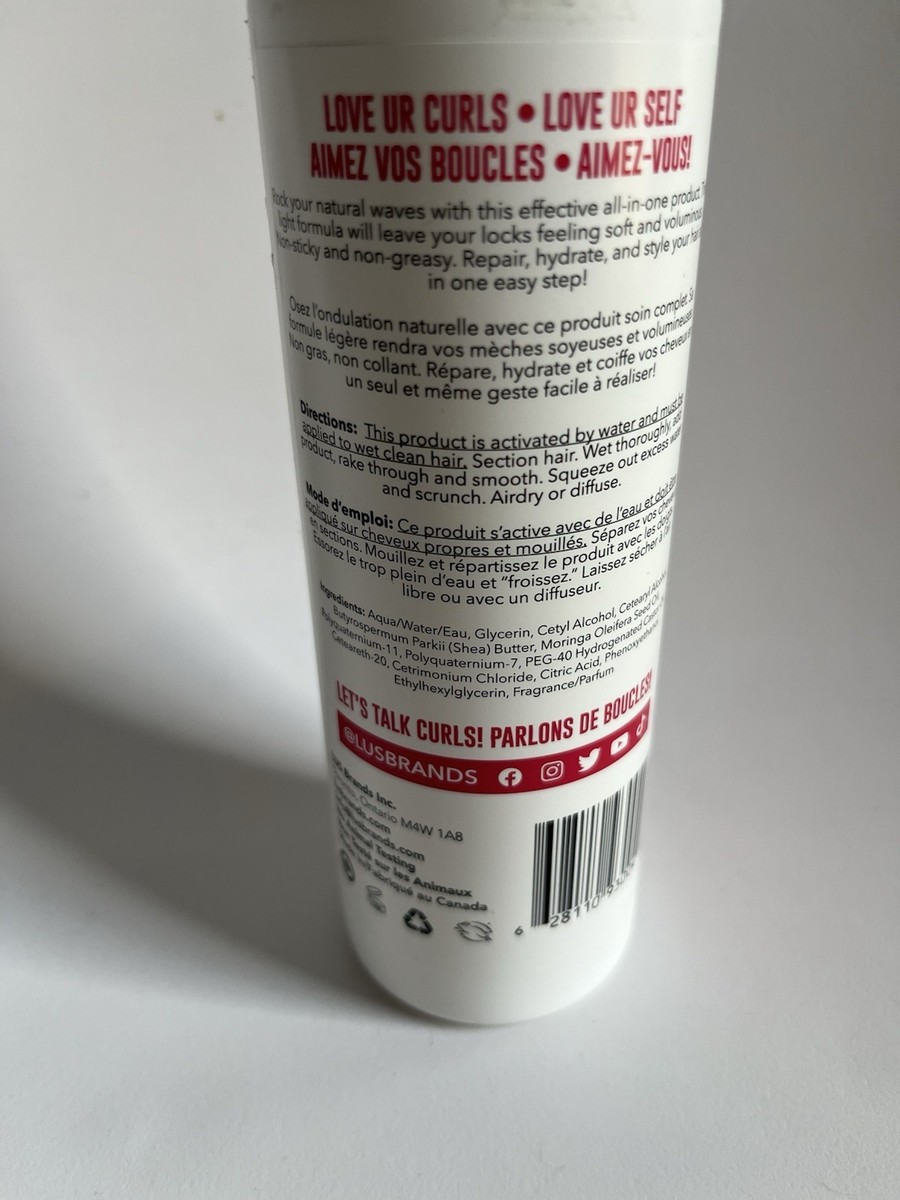 LOVE UR CURLS • LOVE UR SELF
AIMEZ VOS BOUCLES • AIMEZ-VOUS!
Rock your natural waves with this effective all-in-one product.
light formula will leave your locks feeling soft and voluminous
Non-sticky and non-greasy. Repair, hydrate, and style your
in one easy step!
Osez l'ondulation naturelle avec ce produit soin complet.
formule légère rendra vos mèches soyeuses et volumineuses
Non gras, non collant. Répare, hydrate et coiffe vos cheveux
un seul et même geste facile à réaliser!
Directions: This product is activated by water and must be
applied to wet clean hair. Section hair. Wet thoroughly, add
product, rake through and smooth. Squeeze out excess water
and scrunch. Airdry or diffuse.
Mode d'emploi: Ce produit s'active avec de l'eau et doit être
appliqué sur cheveux propres et mouillés. Séparez vos cheveux
en sections. Mouillez et répartissez le produit avec les doigts
Essorez le trop plein d'eau et "froissez." Laissez sécher à l'air
libre ou avec un diffuseur.
Ingredients: Aqua/Water/Eau, Glycerin, Cetyl Alcohol, Cetearyl Alcohol
Butyrospermum Parkii (Shea) Butter, Moringa Oleifera Seed Oil,
Polyquaternium-11, Polyquaternium-7, PEG-40 Hydrogenated Castor
Ceteareth-20, Cetrimonium Chloride, Citric Acid, Phenoxyethanol
Ethylhexylglycerin, Fragrance/Parfum
LET'S TALK CURLS! PARLONS DE BOUCLES!
@LUSBRANDS
LUS Brands Inc.
Ontario M4W 1A8
lusbrands.com
Animal Testing
Testé sur les Animaux
Fabriqué au Canada
6 28110